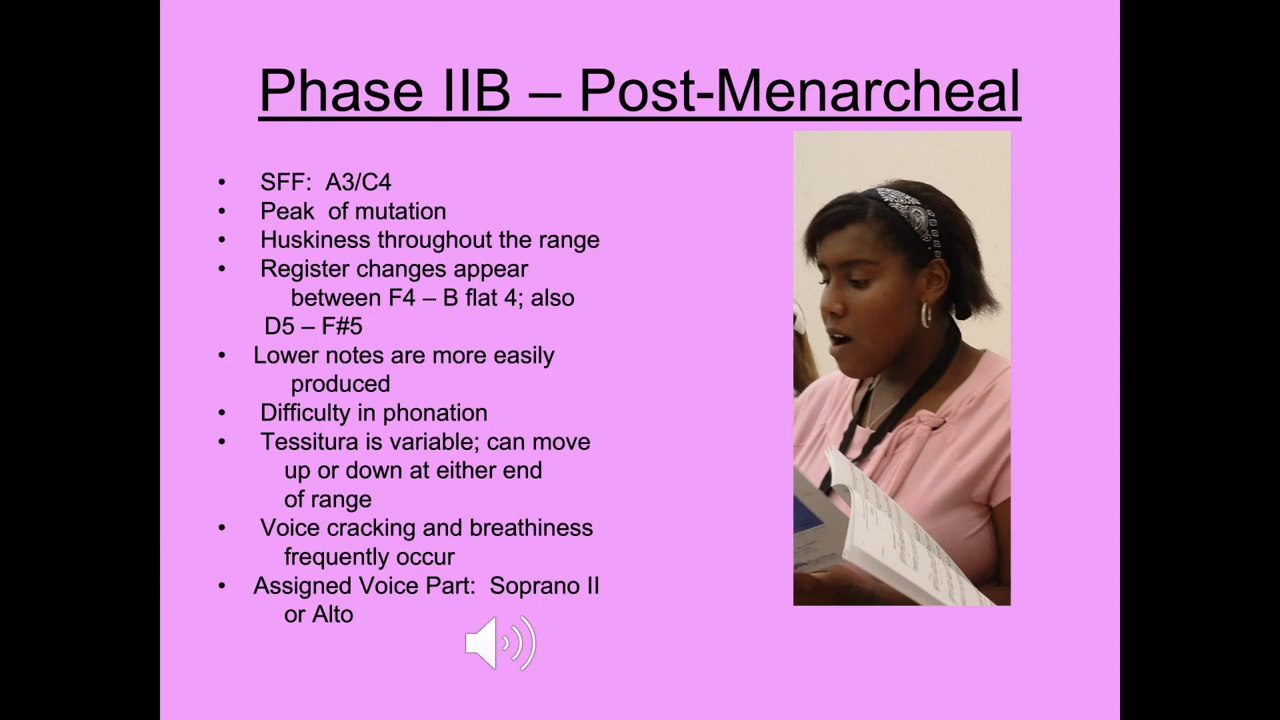 Phase IIB – Post-Menarcheal
• SFF: A3/C4
• Peak of mutation
• Huskiness throughout the range
• Register changes appear
between F4 – B flat 4; also
D5 – F#5
• Lower notes are more easily
produced
• Difficulty in phonation
• Tessitura is variable; can move
up or down at either end
of range
• Voice cracking and breathiness
frequently occur
• Assigned Voice Part: Soprano II
or Alto